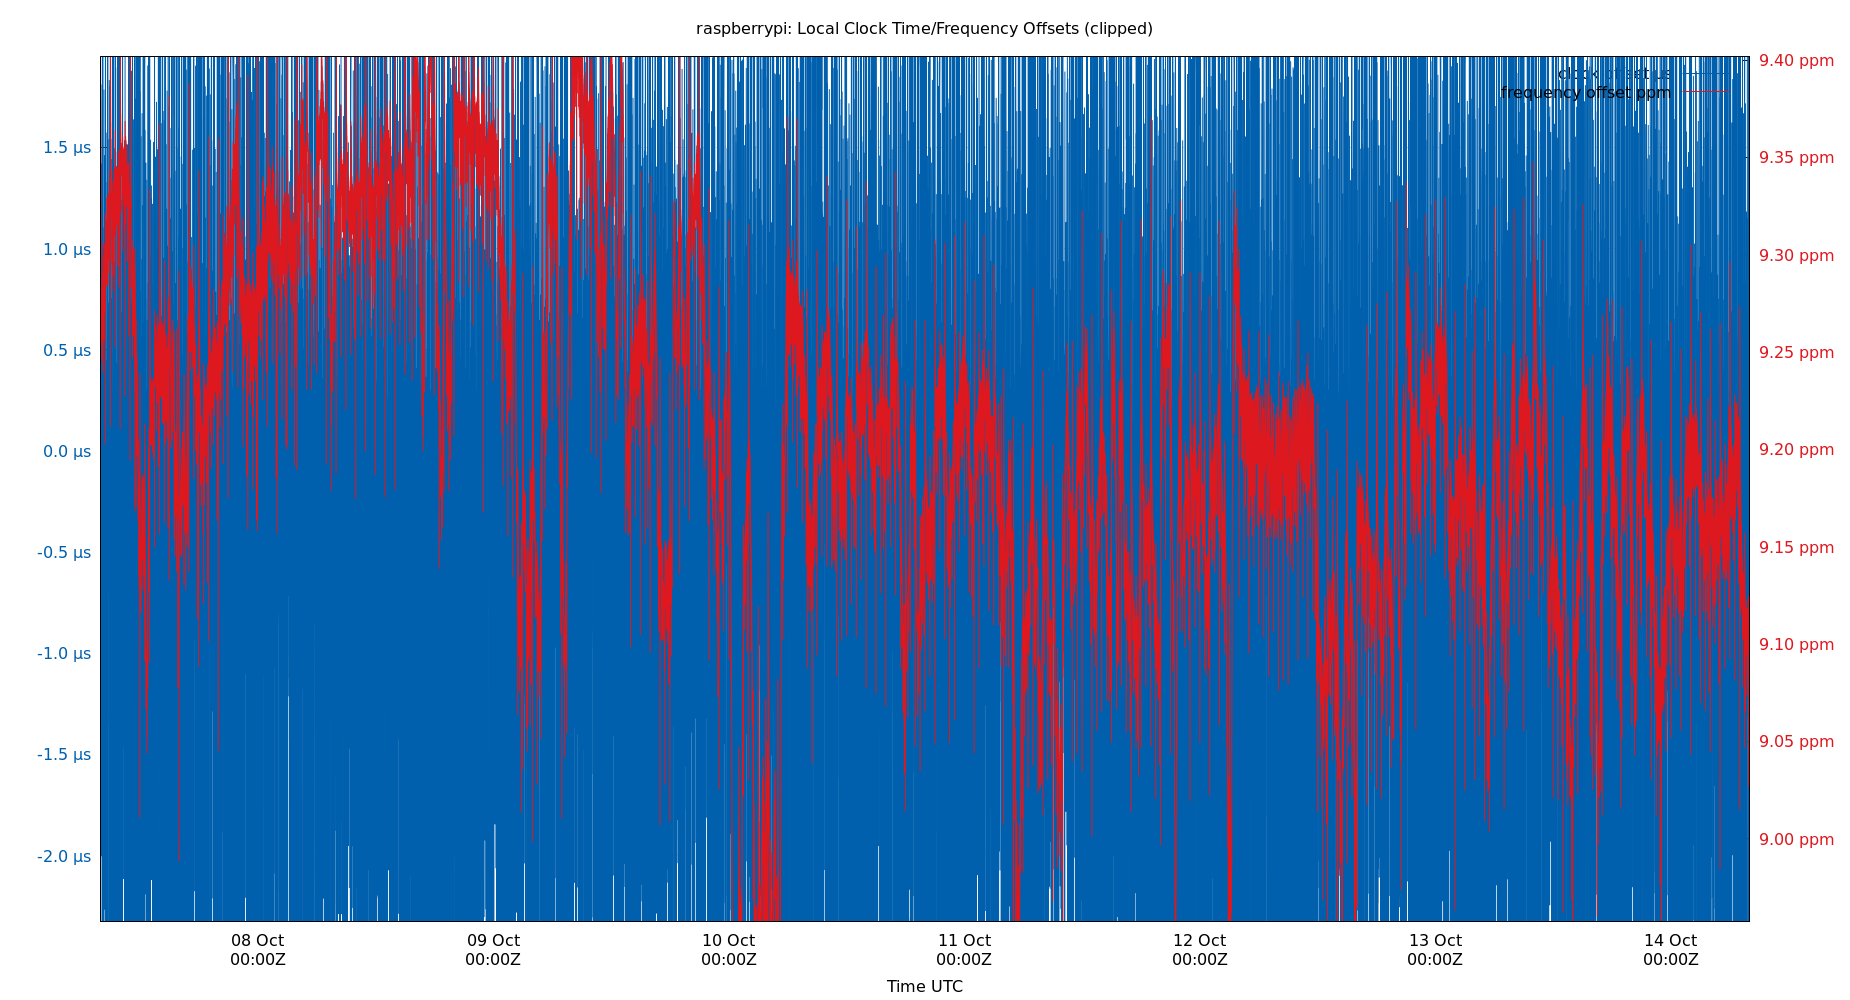 raspberrypi: Local Clock Time/Frequency Offsets (clipped)
9.40 ppm
clock offset µs
frequency offset ppm
1.5 µs
9.35 ppm
1.0 µs
9.30 ppm
0.5 µs
9.25 ppm
0.0 µs
9.20 ppm
-0.5 µs
9.15 ppm
-1.0 µs
9.10 ppm
-1.5 µs
9.05 ppm
-2.0 µs
9.00 ppm
08 Oct 09 Oct 10 Oct 11 Oct 12 Oct 13 Oct 14 Oct
00:00Z 00:00Z 00:00Z 00:00Z 00:00Z 00:00Z 00:00Z
Time UTC